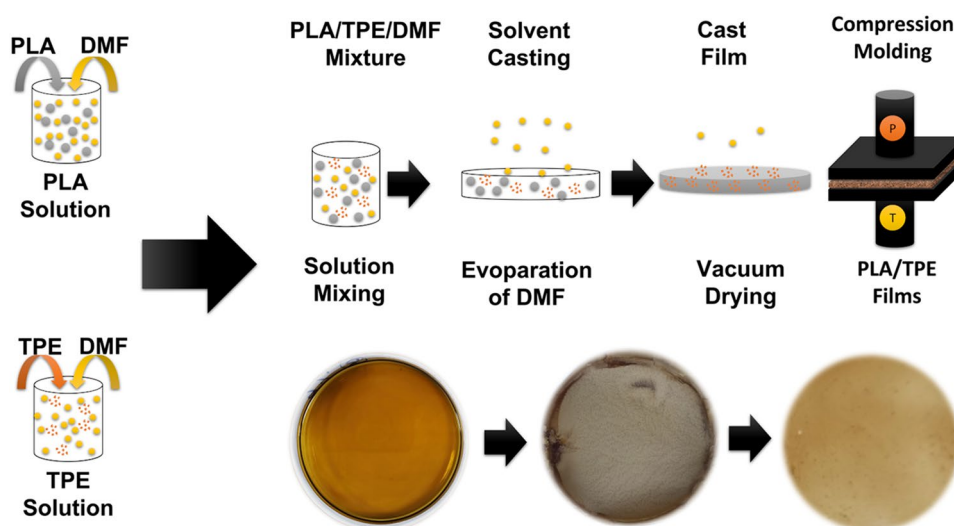 PLA DMF
PLA
Solution
TPE DMF
TPE
Solution
PLA/TPE/DMF
Mixture
Solvent
Casting
Cast
Film
Compression
Molding
P
T
Solution
Mixing
Evoparation
of DMF
Vacuum
Drying
PLA/TPE
Films